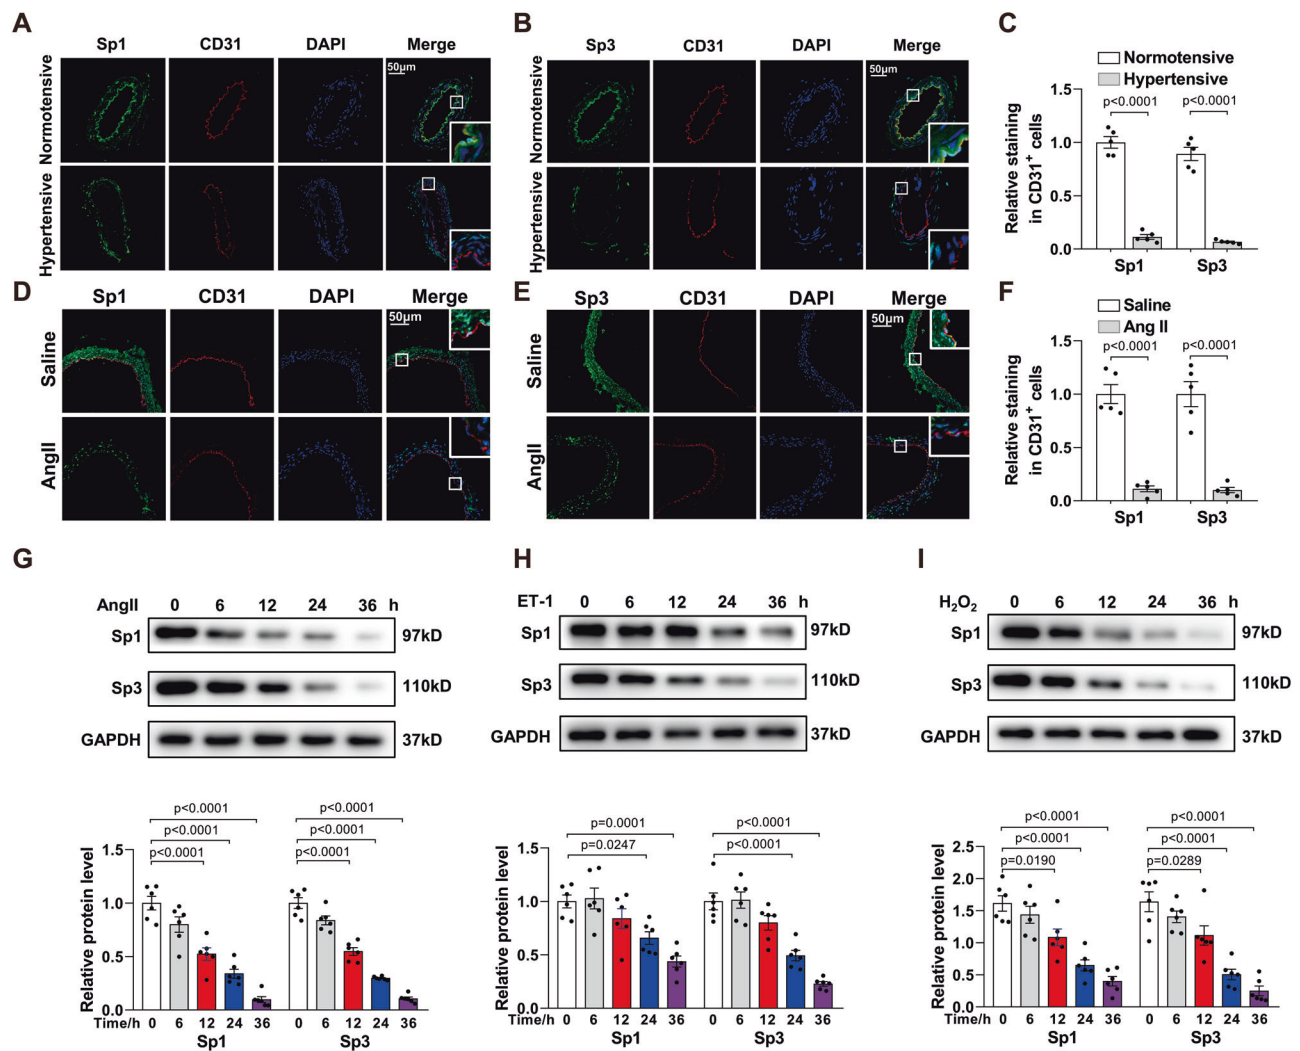 A
Sp1 CD31 DAPI Merge
50μm
Normotensive
Hypertensive
B
Sp3 CD31 DAPI Merge
50μm
Normotensive
Hypertensive
C
Normotensive
Hypertensive
p<0.0001 p<0.0001
Relative staining
in CD31+ cells
1.5
1.0
0.5
0.0
Sp1 Sp3
D
Sp1 CD31 DAPI Merge
50μm
Saline
AngII
E
Sp3 CD31 DAPI Merge
50μm
Saline
AngII
F
Saline
Ang II
p<0.0001 p<0.0001
Relative staining
in CD31+ cells
1.5
1.0
0.5
0.0
Sp1 Sp3
G
AngII 0 6 12 24 36 h
Sp1 97kD
Sp3 110kD
GAPDH 37kD
p<0.0001 p<0.0001
p<0.0001 p<0.0001
p<0.0001 p<0.0001
Relative protein level
1.5
1.0
0.5
0.0
Time/h 0 6 12 24 36 0 6 12 24 36
Sp1 Sp3
H
ET-1 0 6 12 24 36 h
Sp1 97kD
Sp3 110kD
GAPDH 37kD
p=0.0001 p<0.0001
p=0.0247 p<0.0001
Relative protein level
1.5
1.0
0.5
0.0
Time/h 0 6 12 24 36 0 6 12 24 36
Sp1 Sp3
I
H2O2 0 6 12 24 36 h
Sp1 97kD
Sp3 110kD
GAPDH 37kD
p<0.0001 p<0.0001
p<0.0001 p<0.0001
p=0.0190 p=0.0289
Relative protein level
2.5
2.0
1.5
1.0
0.5
0.0
Time/h 0 6 12 24 36 0 6 12 24 36
Sp1 Sp3